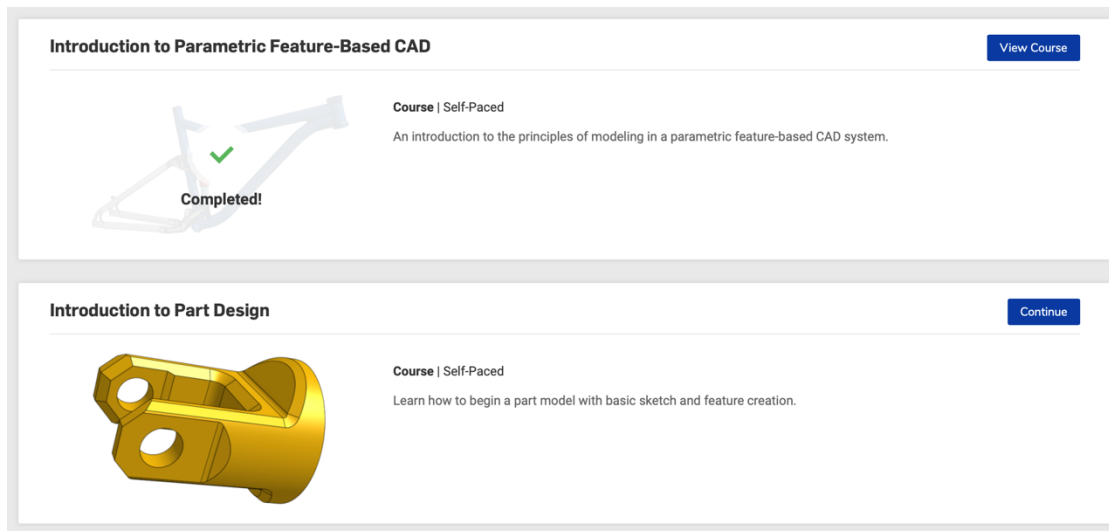 Introduction to Parametric Feature-Based CAD
View Course
Course | Self-Paced
An introduction to the principles of modeling in a parametric feature-based CAD system.
Completed!
Introduction to Part Design
Continue
Course | Self-Paced
Learn how to begin a part model with basic sketch and feature creation.